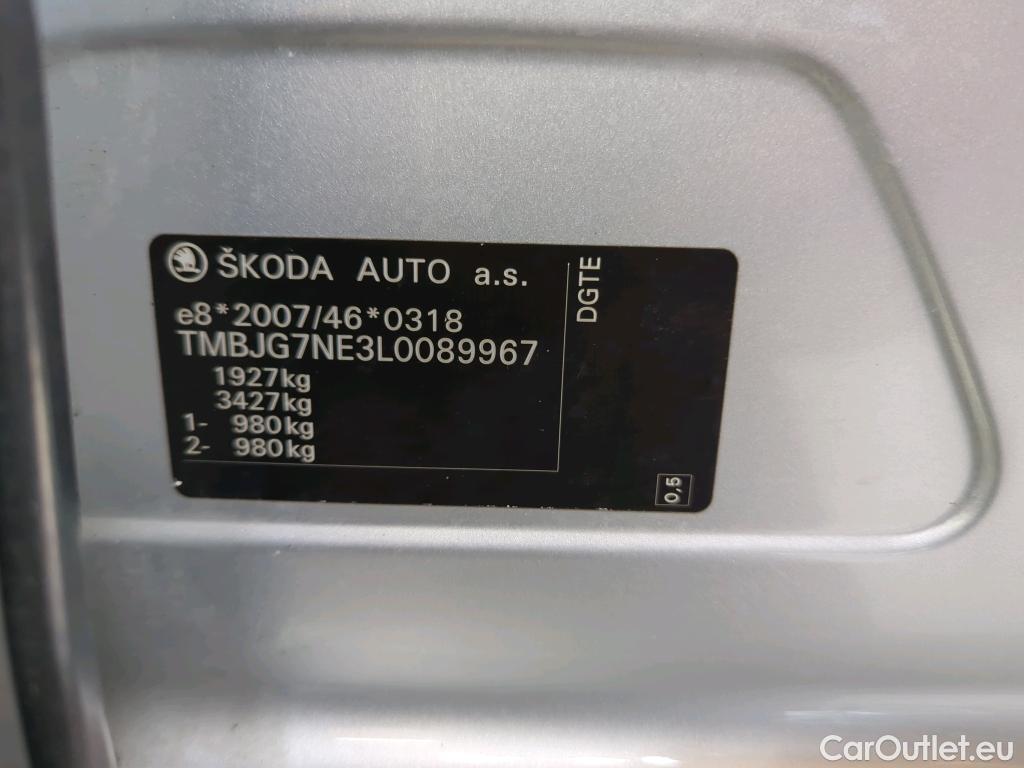 ŠKODA AUTO a.s.
e8*2007/46*0318
TMBJG7NE3L0089967
1927kg
3427kg
1- 980kg
2- 980kg
DGTE
0,5
CarOutlet.eu